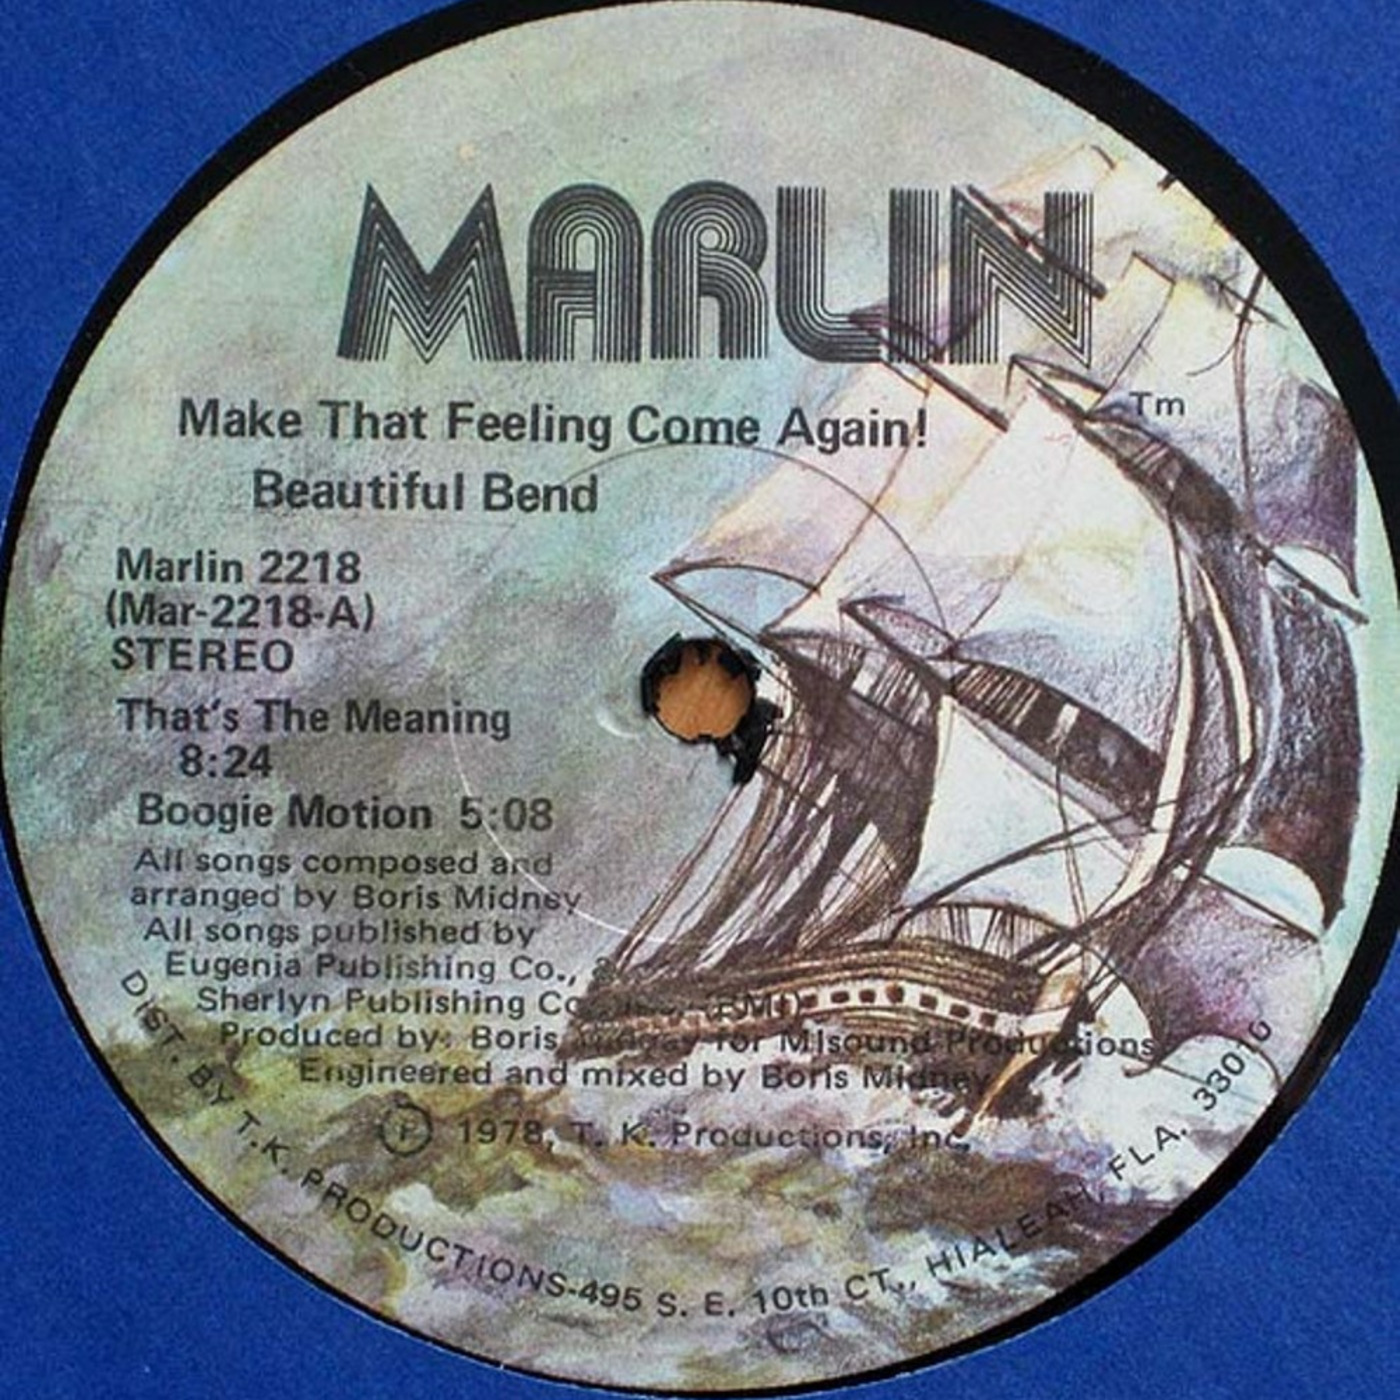 MARLIN
Tm
Make That Feeling Come Again!
Beautiful Bend
Marlin 2218
(Mar-2218-A)
STEREO
That's The Meaning
8:24
Boogie Motion 5:08
All songs composed and
arranged by Boris Midney
All songs published by
Eugenia Publishing Co.,
Sherlyn Publishing Co. (BMI)
Produced by: Boris Midney for Misound Productions
Engineered and mixed by Boris Midney
Ⓟ 1978, T. K. Productions, Inc.
DIST. BY T.K. PRODUCTIONS-495 S. E. 10th CT., HIALEAH, FLA. 33010